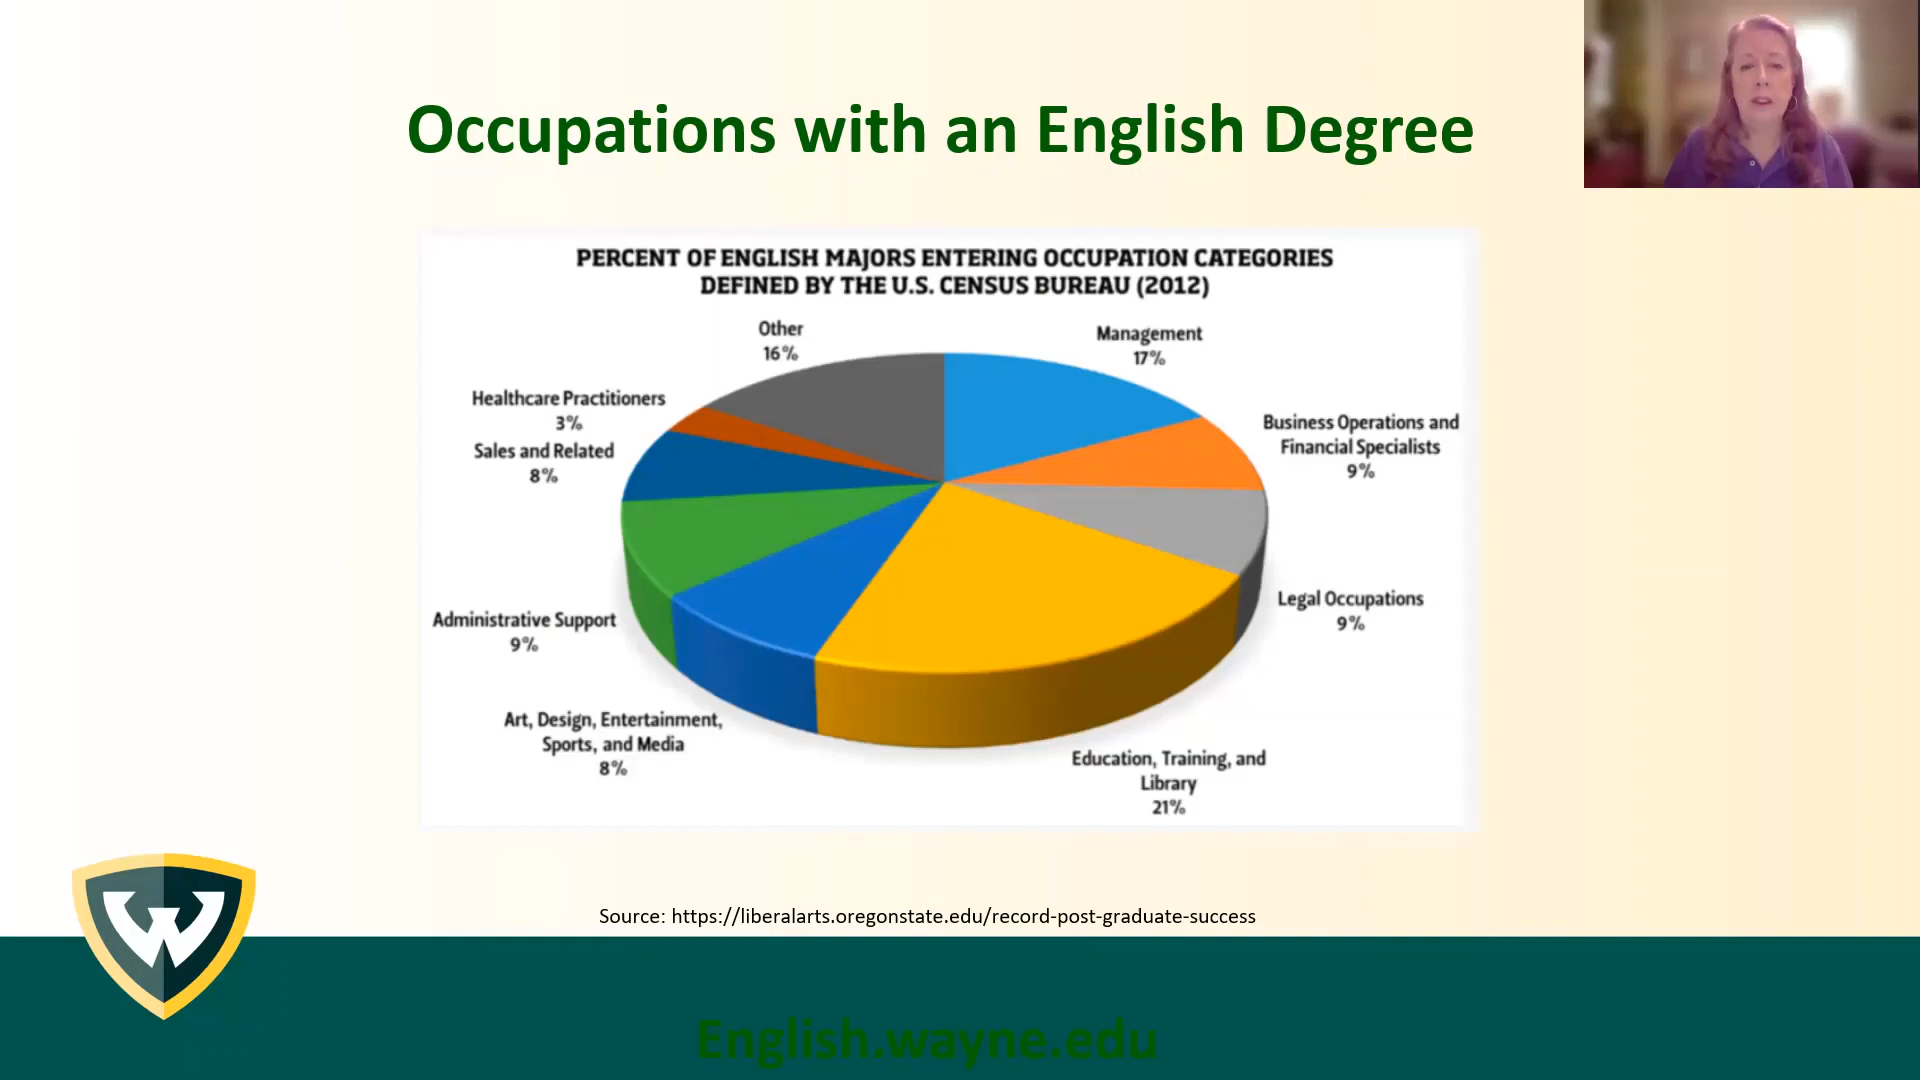 Occupations with an English Degree
PERCENT OF ENGLISH MAJORS ENTERING OCCUPATION CATEGORIES
DEFINED BY THE U.S. CENSUS BUREAU (2012)
Other
16%
Management
17%
Healthcare Practitioners
3%
Business Operations and
Financial Specialists
9%
Sales and Related
8%
Legal Occupations
9%
Administrative Support
9%
Art, Design, Entertainment,
Sports, and Media
8%
Education, Training, and
Library
21%
Source: https://liberalarts.oregonstate.edu/record-post-graduate-success
W
English.wayne.edu